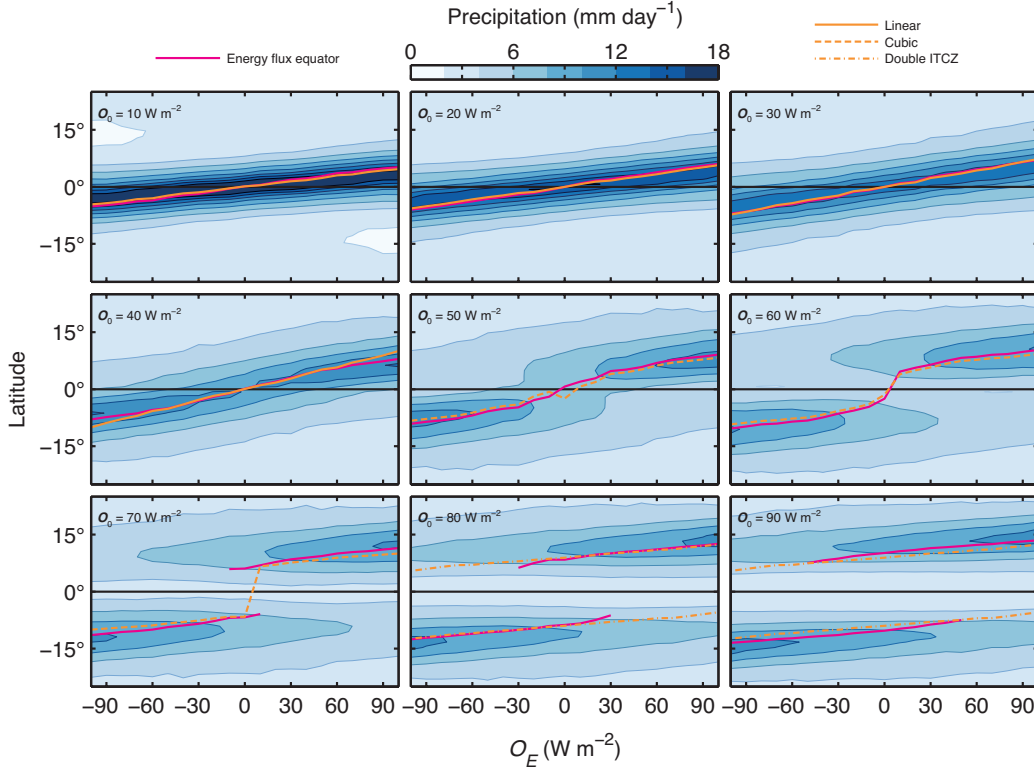 Precipitation (mm day⁻¹)
Energy flux equator
0 6 12 18
Linear
Cubic
Double ITCZ
O₀ = 10 W m⁻²
O₀ = 20 W m⁻²
O₀ = 30 W m⁻²
15°
0°
−15°
O₀ = 40 W m⁻²
O₀ = 50 W m⁻²
O₀ = 60 W m⁻²
15°
0°
−15°
Latitude
O₀ = 70 W m⁻²
O₀ = 80 W m⁻²
O₀ = 90 W m⁻²
15°
0°
−15°
−90 −60 −30 0 30 60 90
−90 −60 −30 0 30 60 90
−90 −60 −30 0 30 60 90
O_E (W m⁻²)